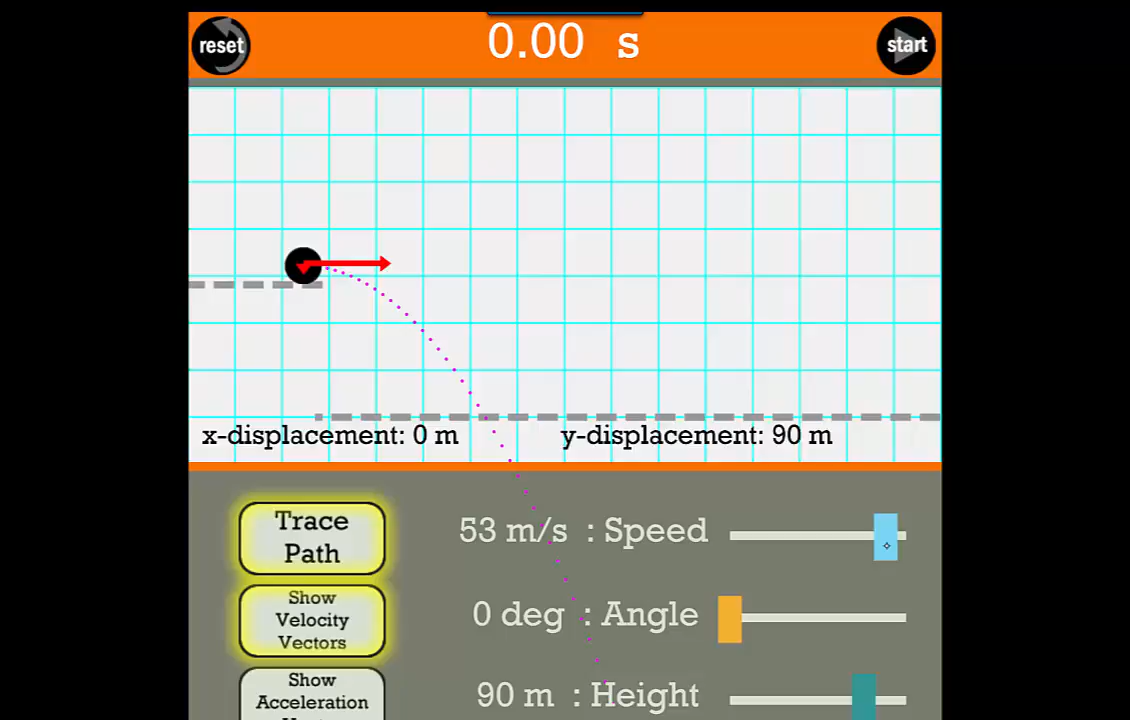 reset
0.00 s
start
x-displacement: 0 m
y-displacement: 90 m
Trace
Path
53 m/s : Speed
Show
Velocity
Vectors
0 deg : Angle
Show
Acceleration
90 m : Height